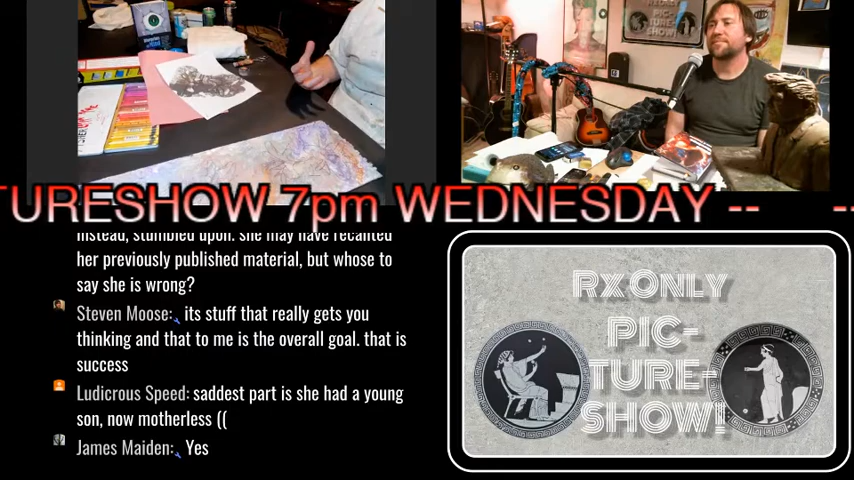 TURESHOW 7pm WEDNESDAY -- --
instead, stumbled upon. she may have recanted
her previously published material, but whose to
say she is wrong?
Steven Moose: its stuff that really gets you
thinking and that to me is the overall goal. that is
success
Ludicrous Speed: saddest part is she had a young
son, now motherless ((
James Maiden: Yes
RX ONLY
PIC-
TURE-
SHOW!